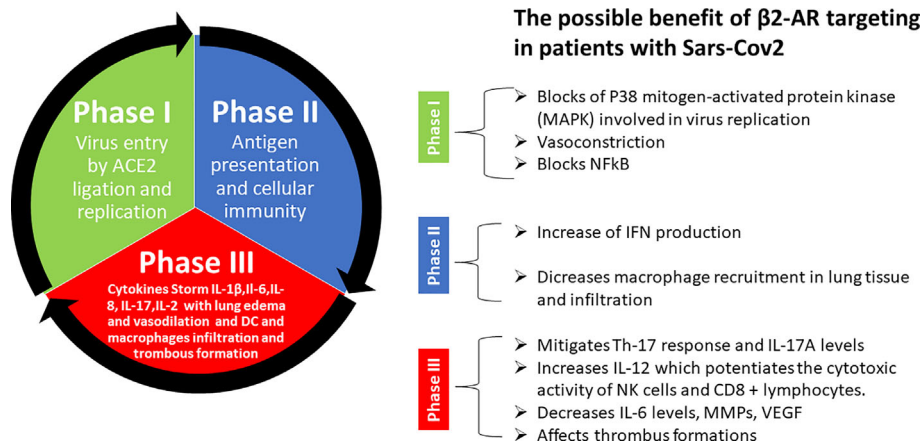 The possible benefit of β2-AR targeting
in patients with Sars-Cov2
Phase I
Virus entry
by ACE2
ligation and
replication
Phase II
Antigen
presentation
and cellular
immunity
Phase III
Cytokines Storm IL-1β,Il-6,IL-
8, IL-17,IL-2 with lung edema
and vasodilation and DC and
macrophages infiltration and
trombous formation
Phase I
➢ Blocks of P38 mitogen-activated protein kinase
(MAPK) involved in virus replication
➢ Vasoconstriction
➢ Blocks NFkB
Phase II
➢ Increase of IFN production
➢ Dicreases macrophage recruitment in lung tissue
and infiltration
Phase III
➢ Mitigates Th-17 response and IL-17A levels
➢ Increases IL-12 which potentiates the cytotoxic
activity of NK cells and CD8 + lymphocytes.
➢ Decreases IL-6 levels, MMPs, VEGF
➢ Affects thrombus formations